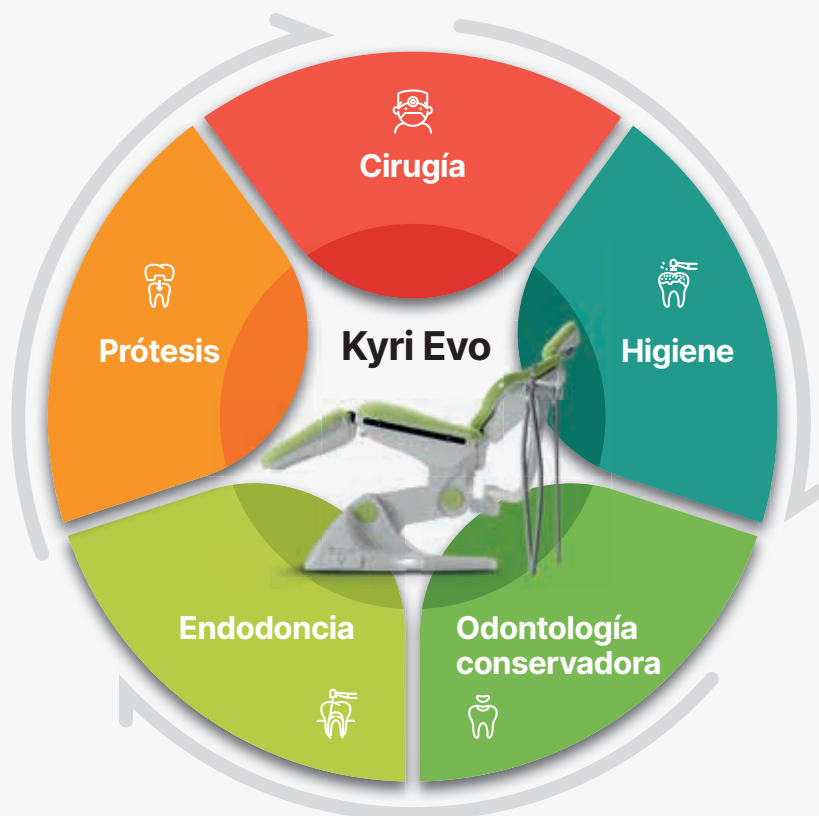 Cirugía
Prótesis
Kyri Evo
Higiene
Endodoncia
Odontología
conservadora